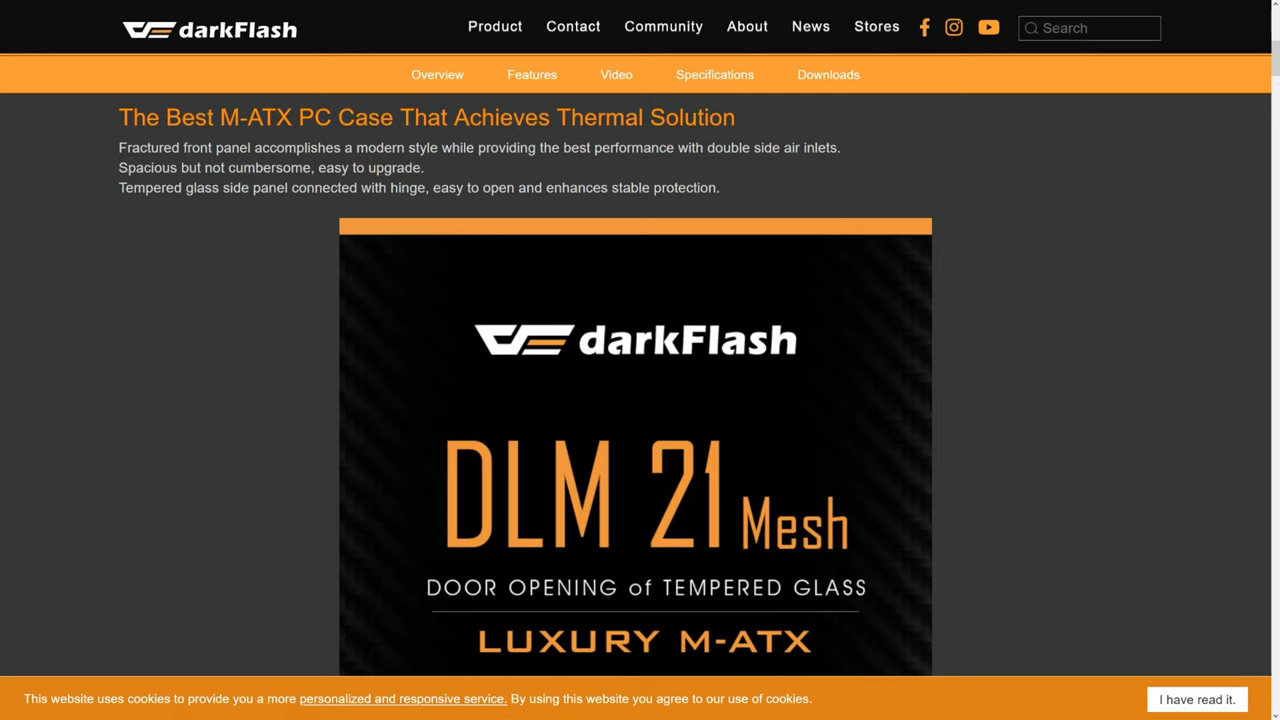 darkFlash
Product Contact Community About News Stores Search
Overview Features Video Specifications Downloads
The Best M-ATX PC Case That Achieves Thermal Solution
Fractured front panel accomplishes a modern style while providing the best performance with double side air inlets.
Spacious but not cumbersome, easy to upgrade.
Tempered glass side panel connected with hinge, easy to open and enhances stable protection.
darkFlash
DLM 21 Mesh
DOOR OPENING of TEMPERED GLASS
LUXURY M-ATX
This website uses cookies to provide you a more personalized and responsive service. By using this website you agree to our use of cookies.
I have read it.